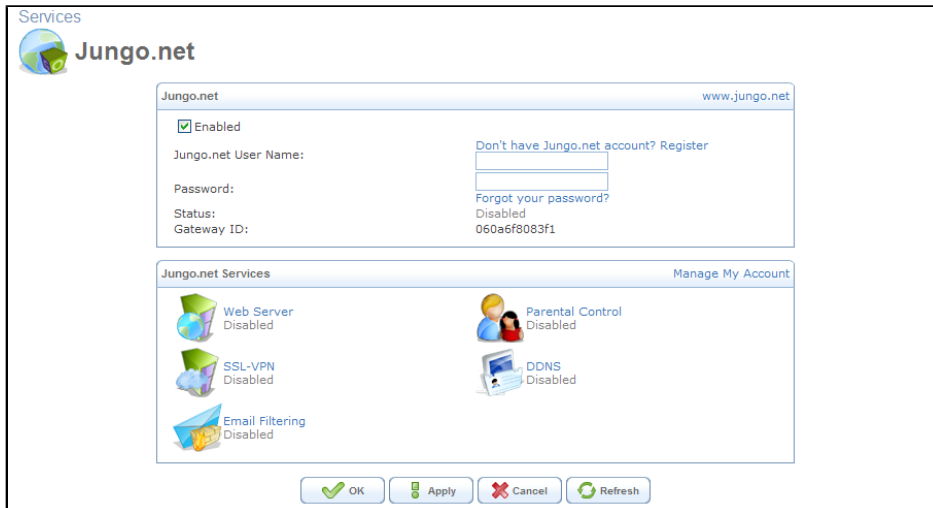 Services
Jungo.net
Jungo.net www.jungo.net
Enabled
Don't have Jungo.net account? Register
Jungo.net User Name:
Password:
Forgot your password?
Status: Disabled
Gateway ID: 060a6f8083f1
Jungo.net Services Manage My Account
Web Server Parental Control
Disabled Disabled
SSL-VPN DDNS
Disabled Disabled
Email Filtering
Disabled
OK Apply Cancel Refresh